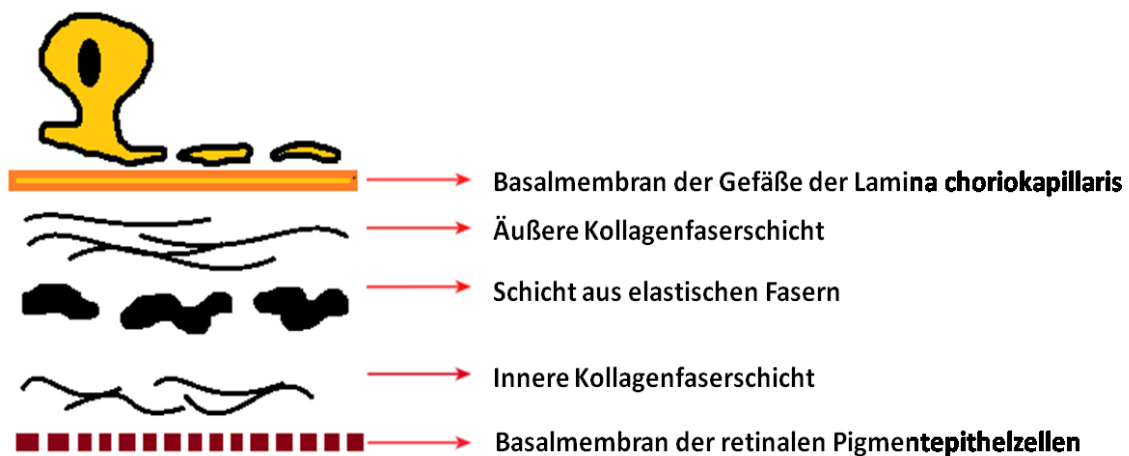 Basalmembran der Gefäße der Lamina choriokapillaris
Äußere Kollagenfaserschicht
Schicht aus elastischen Fasern
Innere Kollagenfaserschicht
Basalmembran der retinalen Pigmentepithelzellen